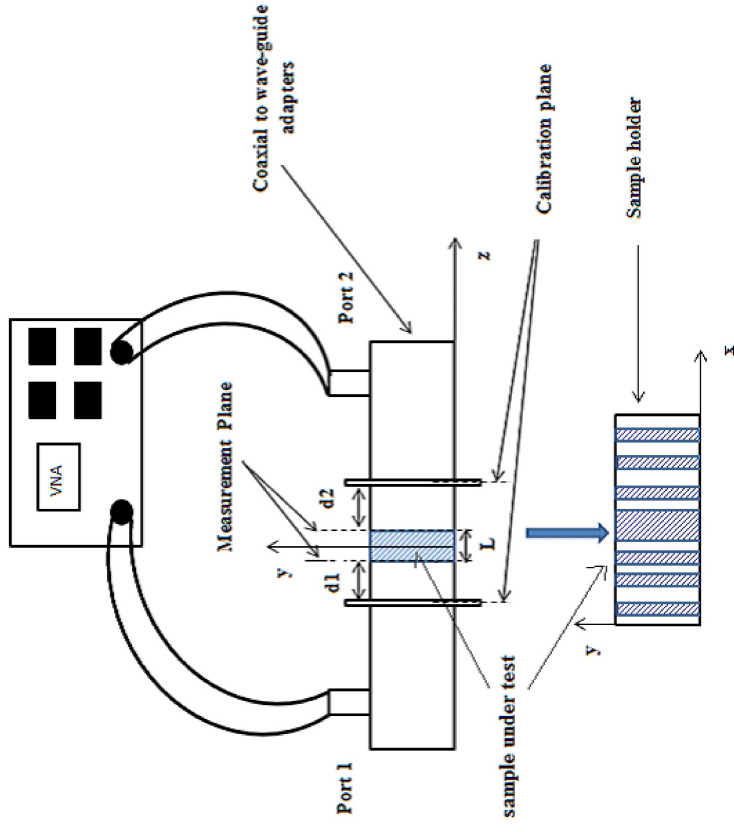 VNA
Measurement Plane
Port 1
Port 2
Coaxial to wave-guide
adapters
y
d1
d2
L
z
Calibration plane
sample under test
Sample holder
y
x